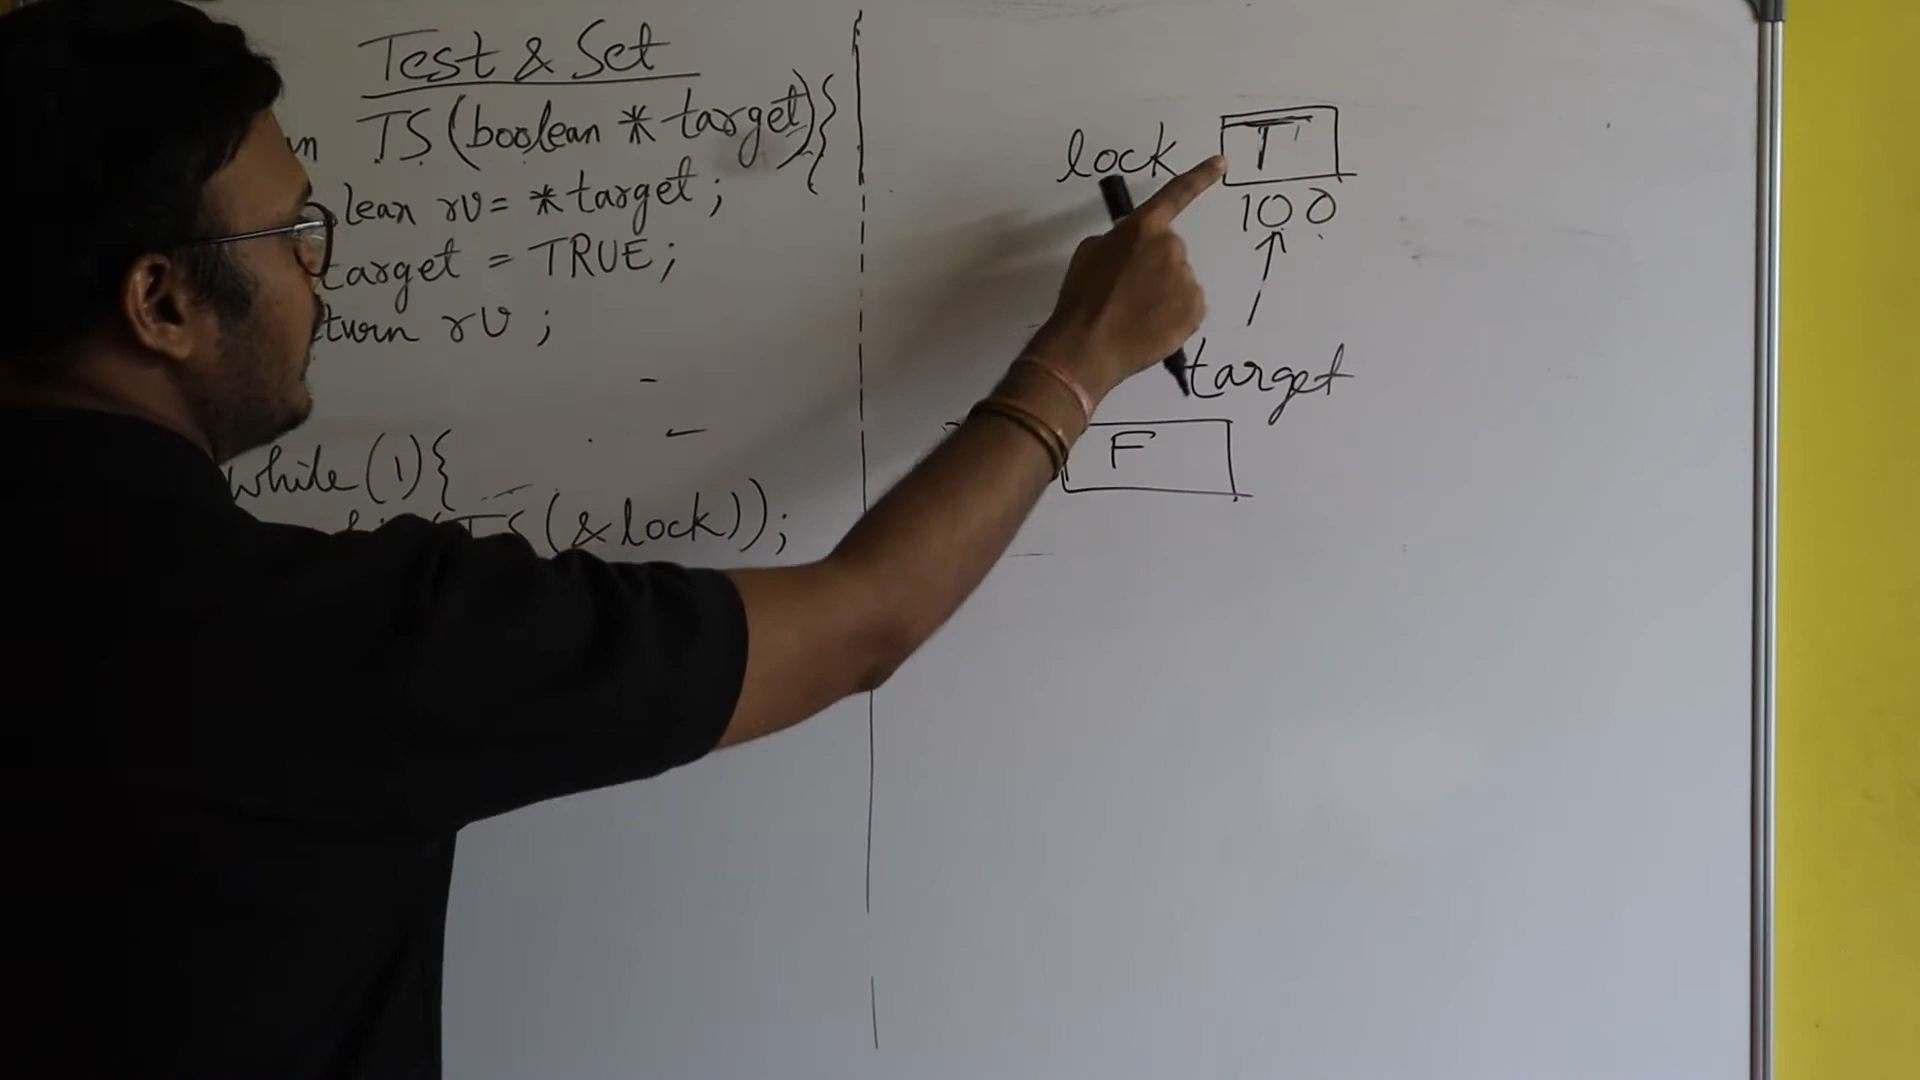 Test & Set
TS (boolean * target) {
lean rv = *target ;
target = TRUE ;
turn rv ;
while (1) {
TS (& lock)) ;
lock T
100
target
F